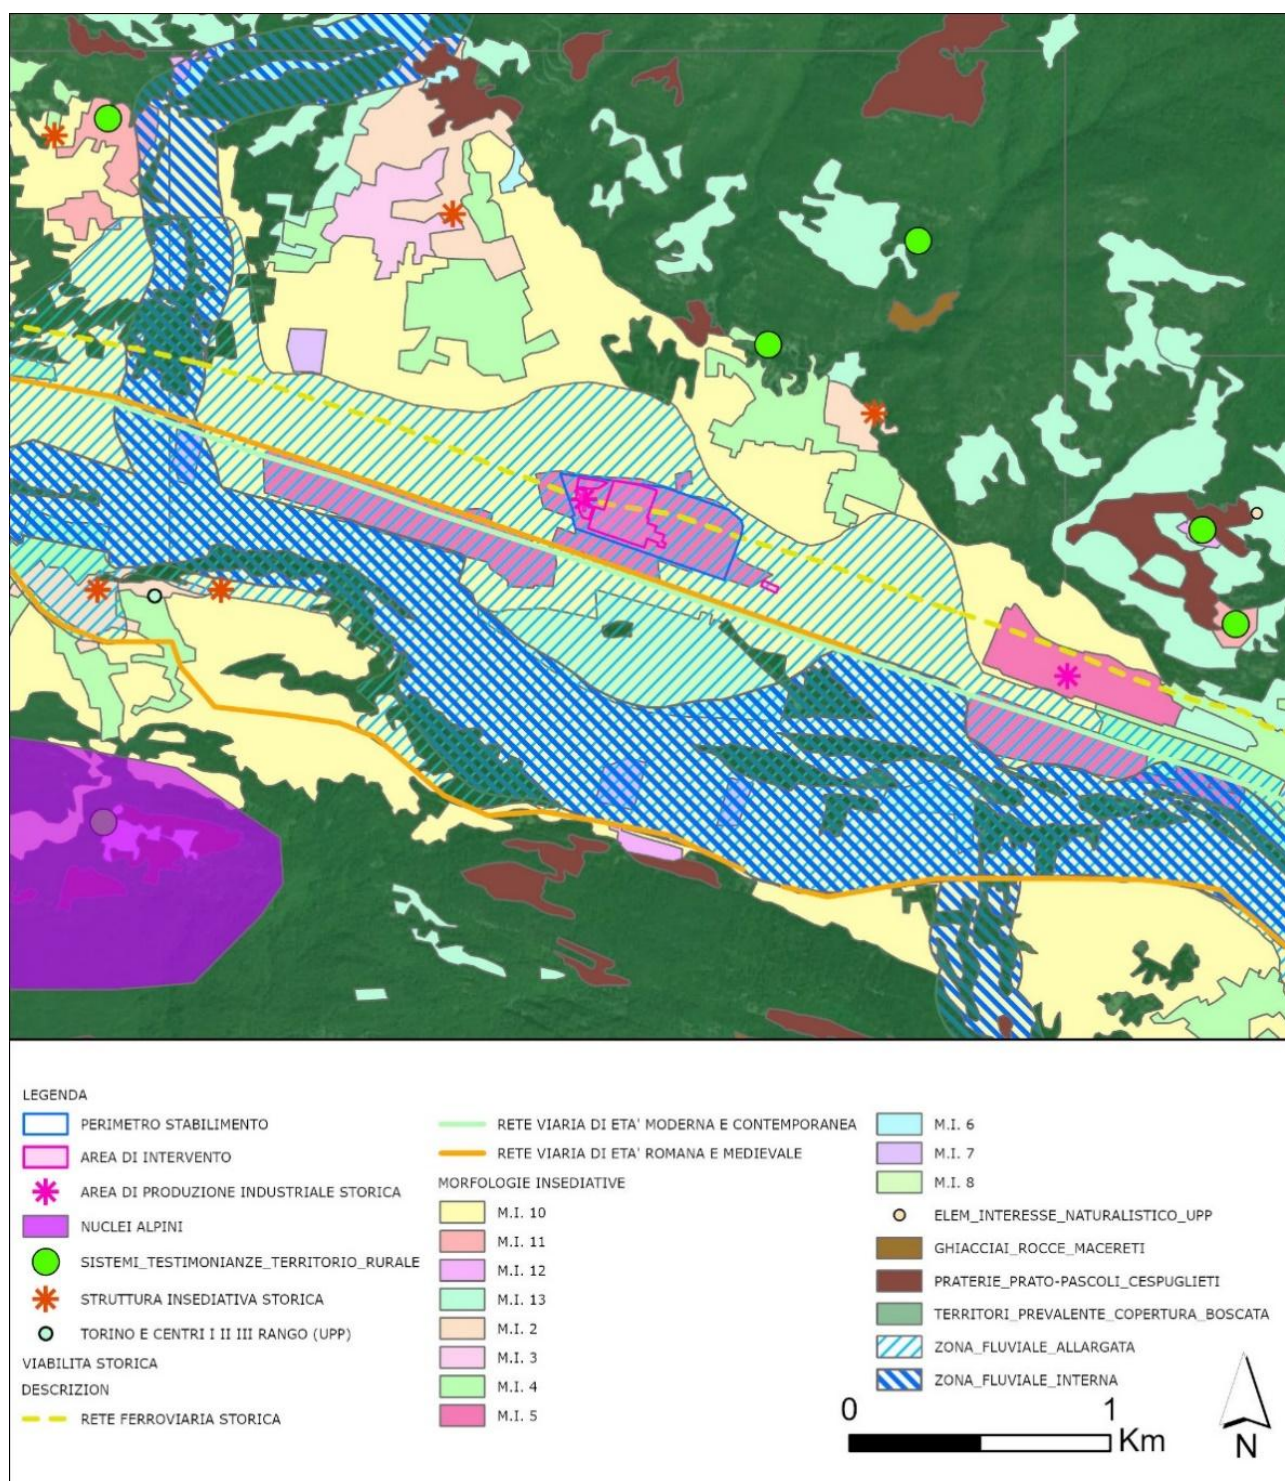 LEGENDA
PERIMETRO STABILIMENTO
AREA DI INTERVENTO
AREA DI PRODUZIONE INDUSTRIALE STORICA
NUCLEI ALPINI
SISTEMI_TESTIMONIANZE_TERRITORIO_RURALE
STRUTTURA INSEDIATIVA STORICA
TORINO E CENTRI I II III RANGO (UPP)
VIABILITA STORICA
DESCRIZION
RETE FERROVIARIA STORICA
RETE VIARIA DI ETA' MODERNA E CONTEMPORANEA
RETE VIARIA DI ETA' ROMANA E MEDIEVALE
MORFOLOGIE INSEDIATIVE
M.I. 10
M.I. 11
M.I. 12
M.I. 13
M.I. 2
M.I. 3
M.I. 4
M.I. 5
M.I. 6
M.I. 7
M.I. 8
ELEM_INTERESSE_NATURALISTICO_UPP
GHIACCIAI_ROCCE_MACERETI
PRATERIE_PRATO-PASCOLI_CESPUGLIETI
TERRITORI_PREVALENTE_COPERTURA_BOSCATA
ZONA_FLUVIALE_ALLARGATA
ZONA_FLUVIALE_INTERNA
0 1
Km
N